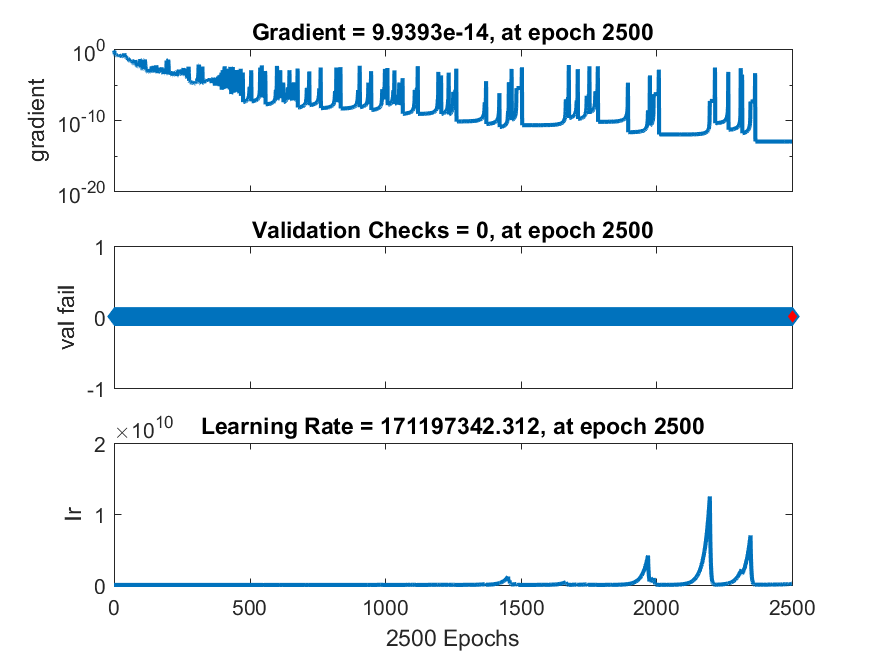 Gradient = 9.9393e-14, at epoch 2500
gradient
10^0
10^-10
10^-20
Validation Checks = 0, at epoch 2500
val fail
1
0
-1
Learning Rate = 171197342.312, at epoch 2500
×10^10
lr
2
1
0
0 500 1000 1500 2000 2500
2500 Epochs